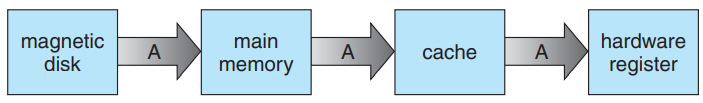 magnetic
disk
A
main
memory
A
cache
A
hardware
register